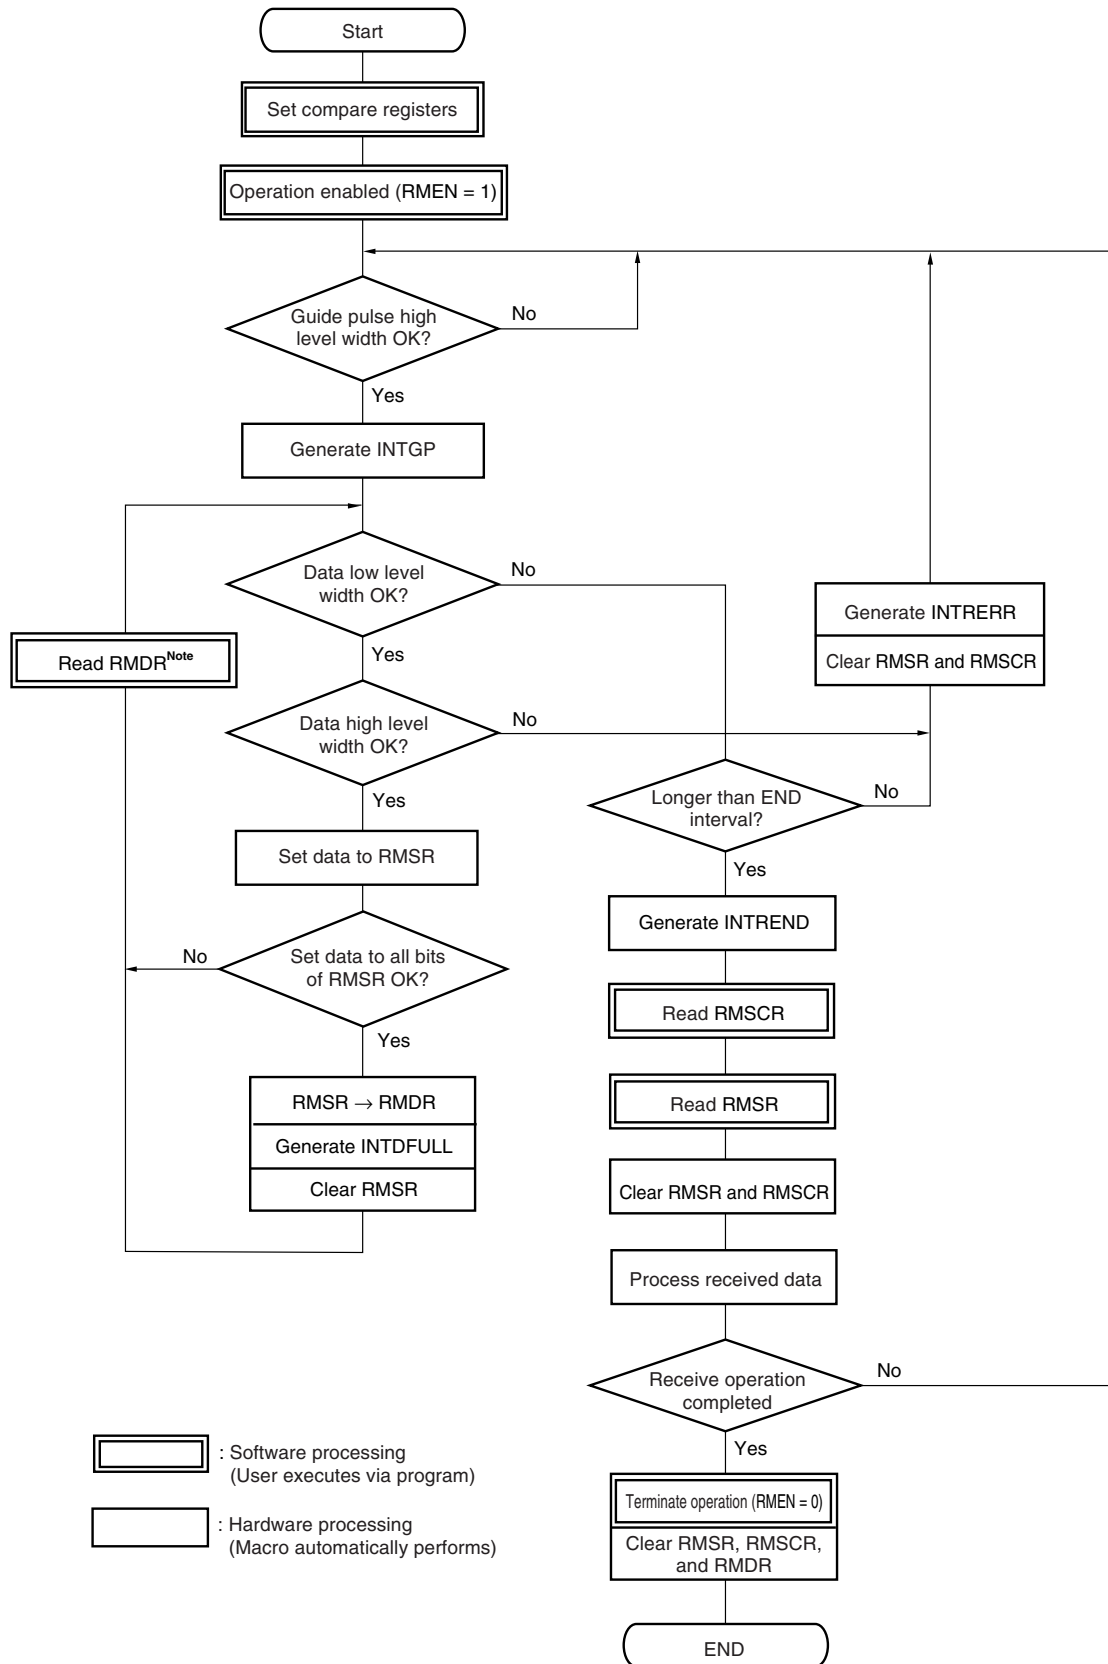 Start
Set compare registers
Operation enabled (RMEN = 1)
Guide pulse high
level width OK?
No
Yes
Generate INTGP
Data low level
width OK?
No
Yes
Generate INTRERR
Clear RMSR and RMSCR
Read RMDR^Note
Data high level
width OK?
No
Yes
Longer than END
interval?
No
Yes
Set data to RMSR
Generate INTREND
Set data to all bits
of RMSR OK?
No
Yes
Read RMSCR
RMSR → RMDR
Generate INTDFULL
Clear RMSR
Read RMSR
Clear RMSR and RMSCR
Process received data
Receive operation
completed
No
Yes
Terminate operation (RMEN = 0)
Clear RMSR, RMSCR,
and RMDR
END
: Software processing
(User executes via program)
: Hardware processing
(Macro automatically performs)